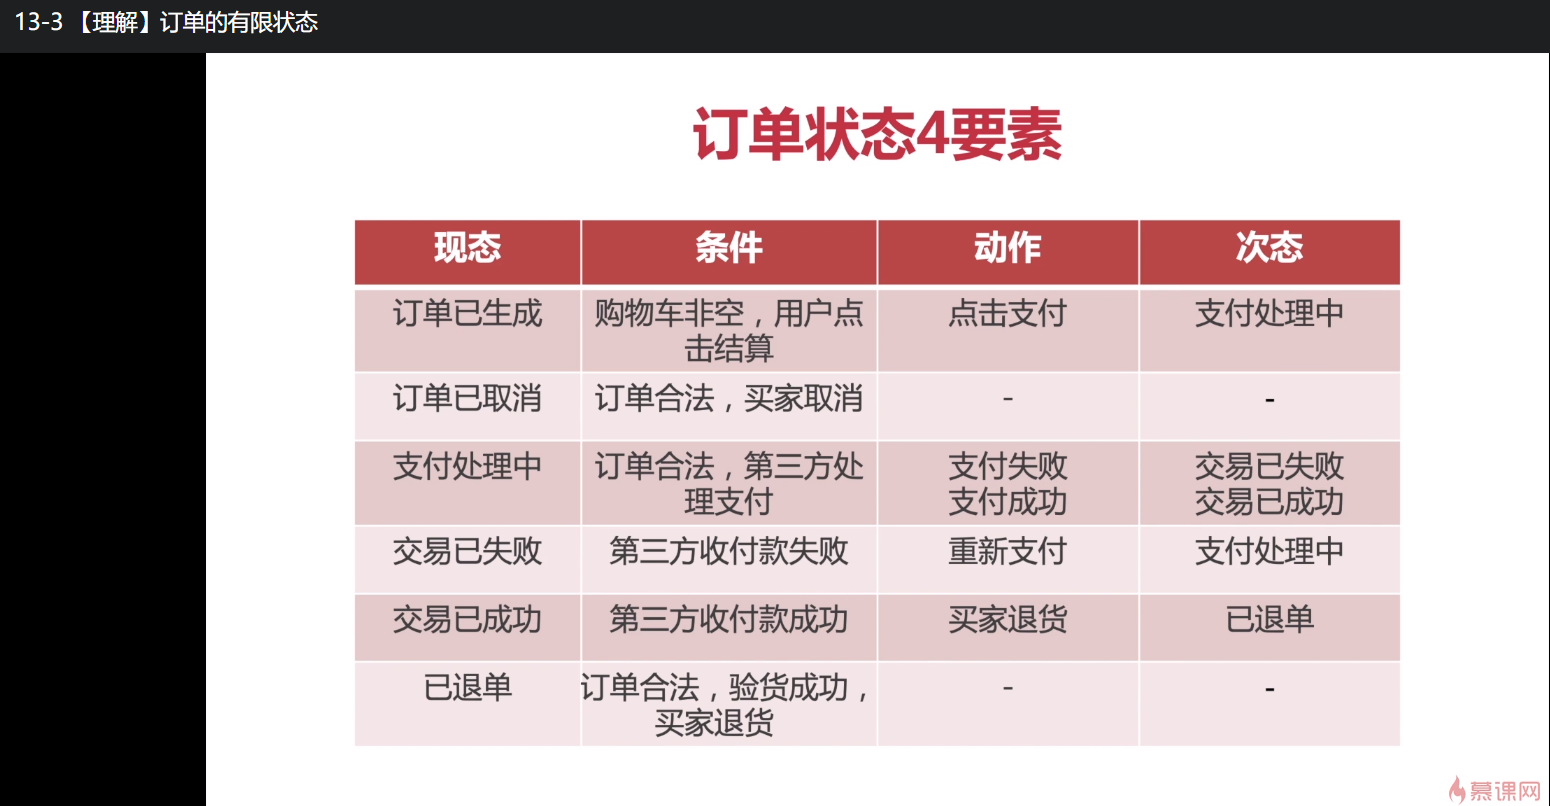 13-3 【理解】订单的有限状态
订单状态4要素
现态 条件 动作 次态
订单已生成 购物车非空，用户点 点击支付 支付处理中
击结算
订单已取消 订单合法，买家取消 - -
支付处理中 订单合法，第三方处 支付失败 交易已失败
理支付 支付成功 交易已成功
交易已失败 第三方收付款失败 重新支付 支付处理中
交易已成功 第三方收付款成功 买家退货 已退单
已退单 订单合法，验货成功， - -
买家退货
慕课网